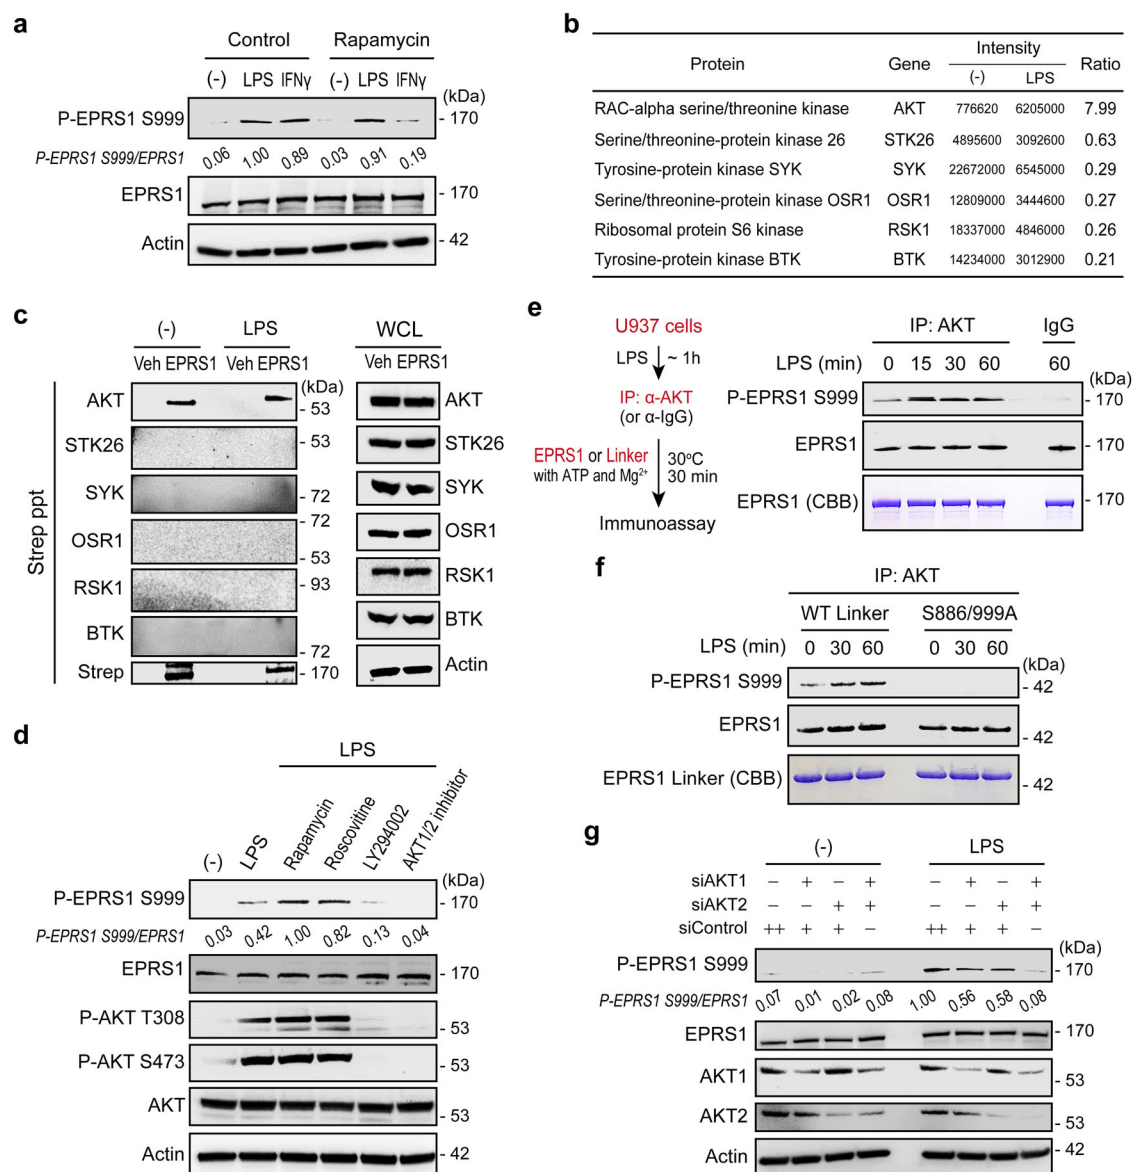 a
Control Rapamycin
(-) LPS IFNγ (-) LPS IFNγ
(kDa)
P-EPRS1 S999 - 170
P-EPRS1 S999/EPRS1 0.06 1.00 0.89 0.03 0.91 0.19
EPRS1 - 170
Actin - 42
b
Protein Gene Intensity Ratio
(-) LPS
RAC-alpha serine/threonine kinase AKT 776620 6205000 7.99
Serine/threonine-protein kinase 26 STK26 4895600 3092600 0.63
Tyrosine-protein kinase SYK SYK 22672000 6545000 0.29
Serine/threonine-protein kinase OSR1 OSR1 12809000 3444600 0.27
Ribosomal protein S6 kinase RSK1 18337000 4846000 0.26
Tyrosine-protein kinase BTK BTK 14234000 3012900 0.21
c
(-) LPS WCL
Veh EPRS1 Veh EPRS1 Veh EPRS1
(kDa)
Strep ppt
AKT - 53 AKT
STK26 - 53 STK26
SYK - 72 SYK
OSR1 - 72 - 53 OSR1
RSK1 - 93 RSK1
BTK - 72 BTK
Strep - 170 Actin
d
LPS
(-) LPS Rapamycin Roscovitine LY294002 AKT1/2 inhibitor
(kDa)
P-EPRS1 S999 - 170
P-EPRS1 S999/EPRS1 0.03 0.42 1.00 0.82 0.13 0.04
EPRS1 - 170
P-AKT T308 - 53
P-AKT S473 - 53
AKT - 53
Actin - 42
e
U937 cells
LPS ~ 1h
IP: α-AKT
(or α-IgG)
EPRS1 or Linker
with ATP and Mg2+
30oC
30 min
Immunoassay
IP: AKT IgG
LPS (min) 0 15 30 60 60
(kDa)
P-EPRS1 S999 - 170
EPRS1 - 170
EPRS1 (CBB) - 170
f
IP: AKT
WT Linker S886/999A
LPS (min) 0 30 60 0 30 60
(kDa)
P-EPRS1 S999 - 42
EPRS1 - 42
EPRS1 Linker (CBB) - 42
g
(-) LPS
siAKT1 − + − + − + − +
siAKT2 − − + + − − + +
siControl ++ + + − ++ + + −
(kDa)
P-EPRS1 S999 - 170
P-EPRS1 S999/EPRS1 0.07 0.01 0.02 0.08 1.00 0.56 0.58 0.08
EPRS1 - 170
AKT1 - 53
AKT2 - 53
Actin - 42